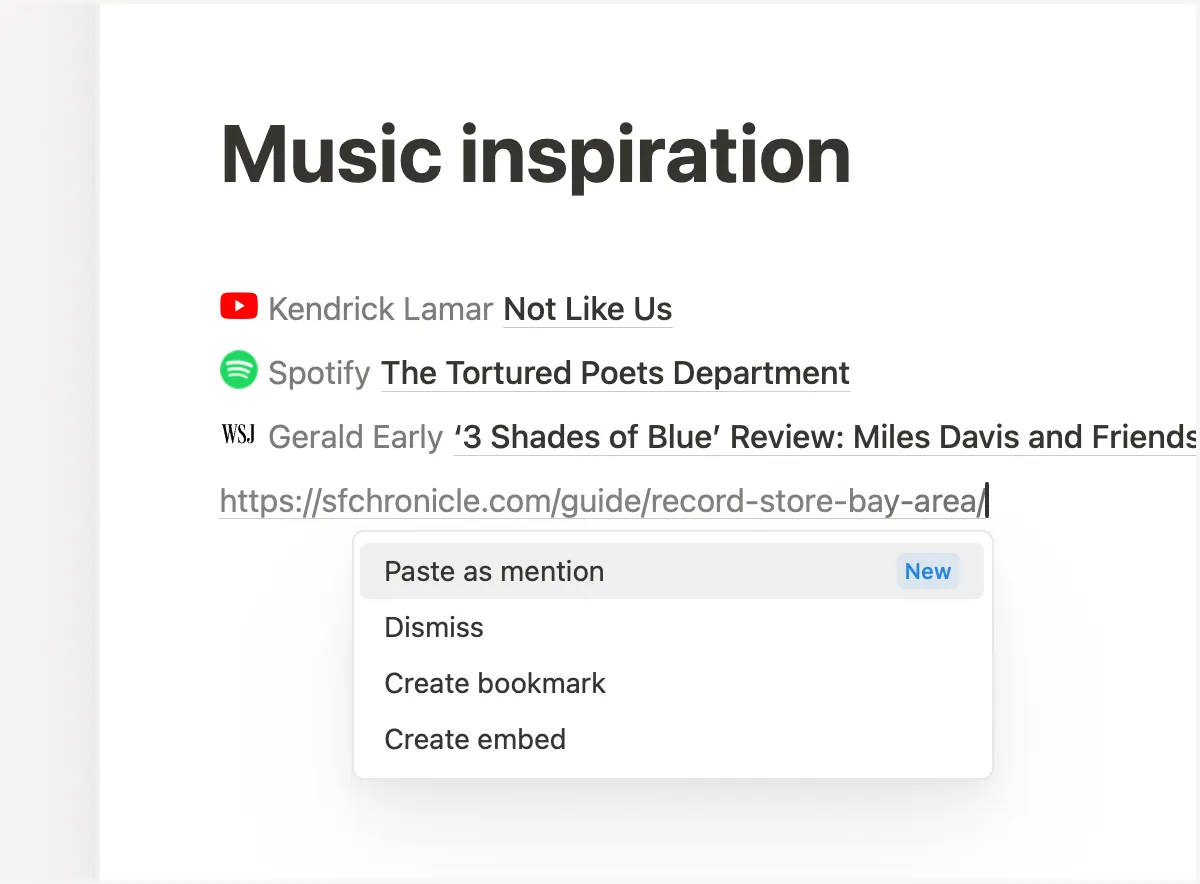 Music inspiration
Kendrick Lamar Not Like Us
Spotify The Tortured Poets Department
WSJ Gerald Early ‘3 Shades of Blue’ Review: Miles Davis and Friends
https://sfchronicle.com/guide/record-store-bay-area/
Paste as mention New
Dismiss
Create bookmark
Create embed